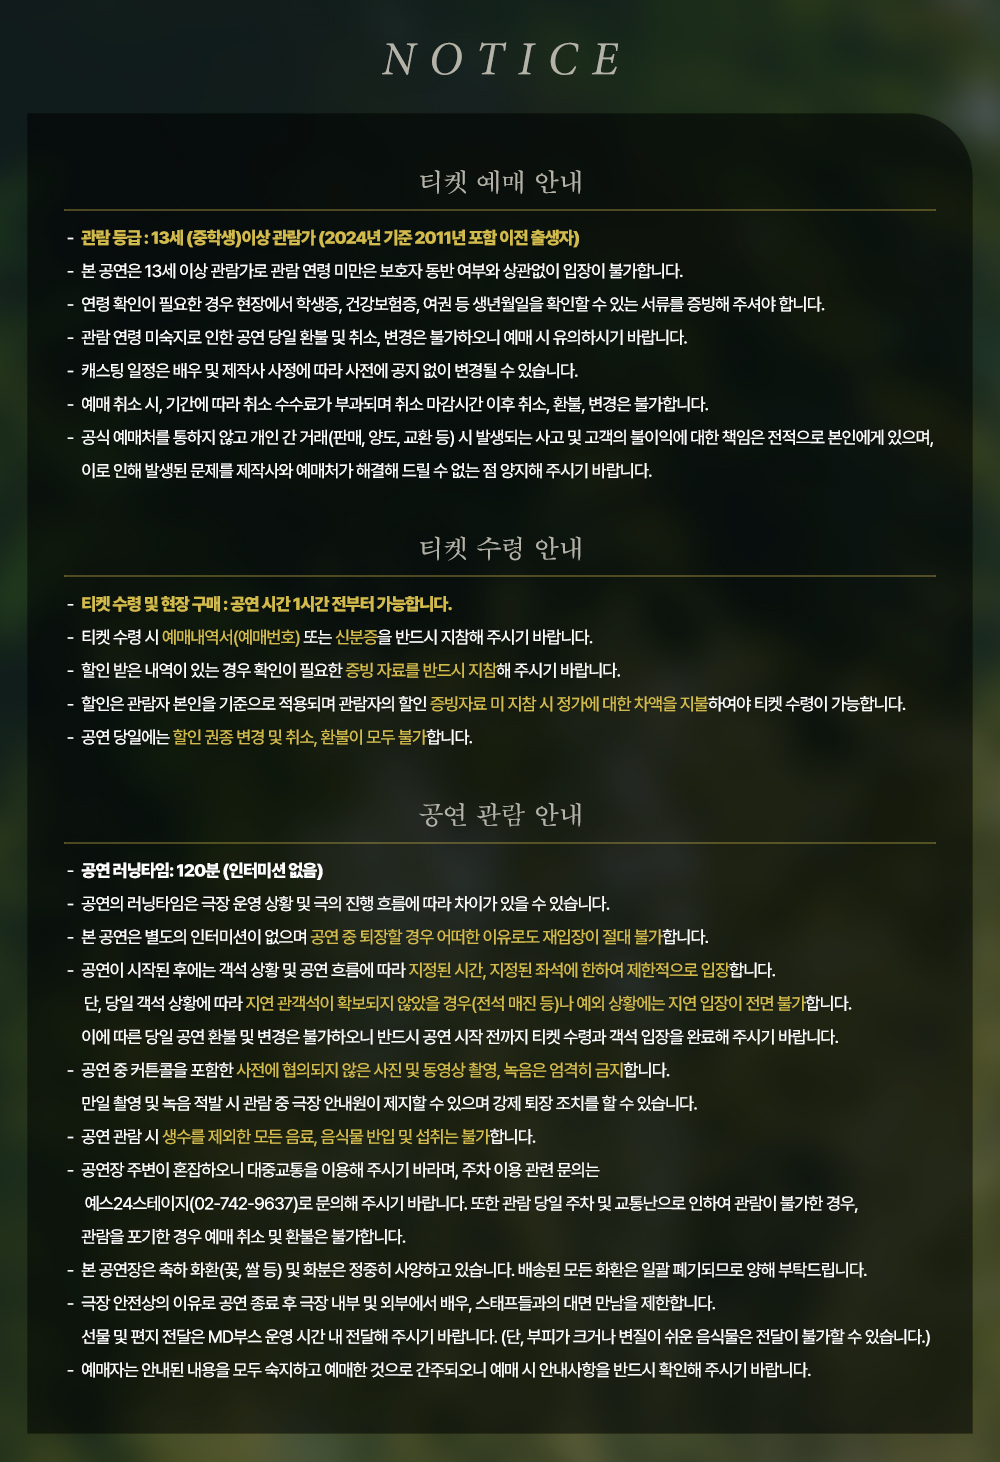 NOTICE
티켓 예매 안내
- 관람 등급 : 13세 (중학생)이상 관람가 (2024년 기준 2011년 포함 이전 출생자)
- 본 공연은 13세 이상 관람가로 관람 연령 미만은 보호자 동반 여부와 상관없이 입장이 불가합니다.
- 연령 확인이 필요한 경우 현장에서 학생증, 건강보험증, 여권 등 생년월일을 확인할 수 있는 서류를 증빙해 주셔야 합니다.
- 관람 연령 미숙지로 인한 공연 당일 환불 및 취소, 변경은 불가하오니 예매 시 유의하시기 바랍니다.
- 캐스팅 일정은 배우 및 제작사 사정에 따라 사전에 공지 없이 변경될 수 있습니다.
- 예매 취소 시, 기간에 따라 취소 수수료가 부과되며 취소 마감시간 이후 취소, 환불, 변경은 불가합니다.
- 공식 예매처를 통하지 않고 개인 간 거래(판매, 양도, 교환 등) 시 발생되는 사고 및 고객의 불이익에 대한 책임은 전적으로 본인에게 있으며,
이로 인해 발생된 문제를 제작사와 예매처가 해결해 드릴 수 없는 점 양지해 주시기 바랍니다.
티켓 수령 안내
- 티켓 수령 및 현장 구매 : 공연 시간 1시간 전부터 가능합니다.
- 티켓 수령 시 예매내역서(예매번호) 또는 신분증을 반드시 지참해 주시기 바랍니다.
- 할인 받은 내역이 있는 경우 확인이 필요한 증빙 자료를 반드시 지참해 주시기 바랍니다.
- 할인은 관람자 본인을 기준으로 적용되며 관람자의 할인 증빙자료 미 지참 시 정가에 대한 차액을 지불하여야 티켓 수령이 가능합니다.
- 공연 당일에는 할인 권종 변경 및 취소, 환불이 모두 불가합니다.
공연 관람 안내
- 공연 러닝타임: 120분 (인터미션 없음)
- 공연의 러닝타임은 극장 운영 상황 및 극의 진행 흐름에 따라 차이가 있을 수 있습니다.
- 본 공연은 별도의 인터미션이 없으며 공연 중 퇴장할 경우 어떠한 이유로도 재입장이 절대 불가합니다.
- 공연이 시작된 후에는 객석 상황 및 공연 흐름에 따라 지정된 시간, 지정된 좌석에 한하여 제한적으로 입장합니다.
단, 당일 객석 상황에 따라 지연 관객석이 확보되지 않았을 경우(전석 매진 등)나 예외 상황에는 지연 입장이 전면 불가합니다.
이에 따른 당일 공연 환불 및 변경은 불가하오니 반드시 공연 시작 전까지 티켓 수령과 객석 입장을 완료해 주시기 바랍니다.
- 공연 중 커튼콜을 포함한 사전에 협의되지 않은 사진 및 동영상 촬영, 녹음은 엄격히 금지합니다.
만일 촬영 및 녹음 적발 시 관람 중 극장 안내원이 제지할 수 있으며 강제 퇴장 조치를 할 수 있습니다.
- 공연 관람 시 생수를 제외한 모든 음료, 음식물 반입 및 섭취는 불가합니다.
- 공연장 주변이 혼잡하오니 대중교통을 이용해 주시기 바라며, 주차 이용 관련 문의는
예스24스테이지(02-742-9637)로 문의해 주시기 바랍니다. 또한 관람 당일 주차 및 교통난으로 인하여 관람이 불가한 경우,
관람을 포기한 경우 예매 취소 및 환불은 불가합니다.
- 본 공연장은 축하 화환(꽃, 쌀 등) 및 화분은 정중히 사양하고 있습니다. 배송된 모든 화환은 일괄 폐기되므로 양해 부탁드립니다.
- 극장 안전상의 이유로 공연 종료 후 극장 내부 및 외부에서 배우, 스태프들과의 대면 만남을 제한합니다.
선물 및 편지 전달은 MD부스 운영 시간 내 전달해 주시기 바랍니다. (단, 부피가 크거나 변질이 쉬운 음식물은 전달이 불가할 수 있습니다.)
- 예매자는 안내된 내용을 모두 숙지하고 예매한 것으로 간주되오니 예매 시 안내사항을 반드시 확인해 주시기 바랍니다.